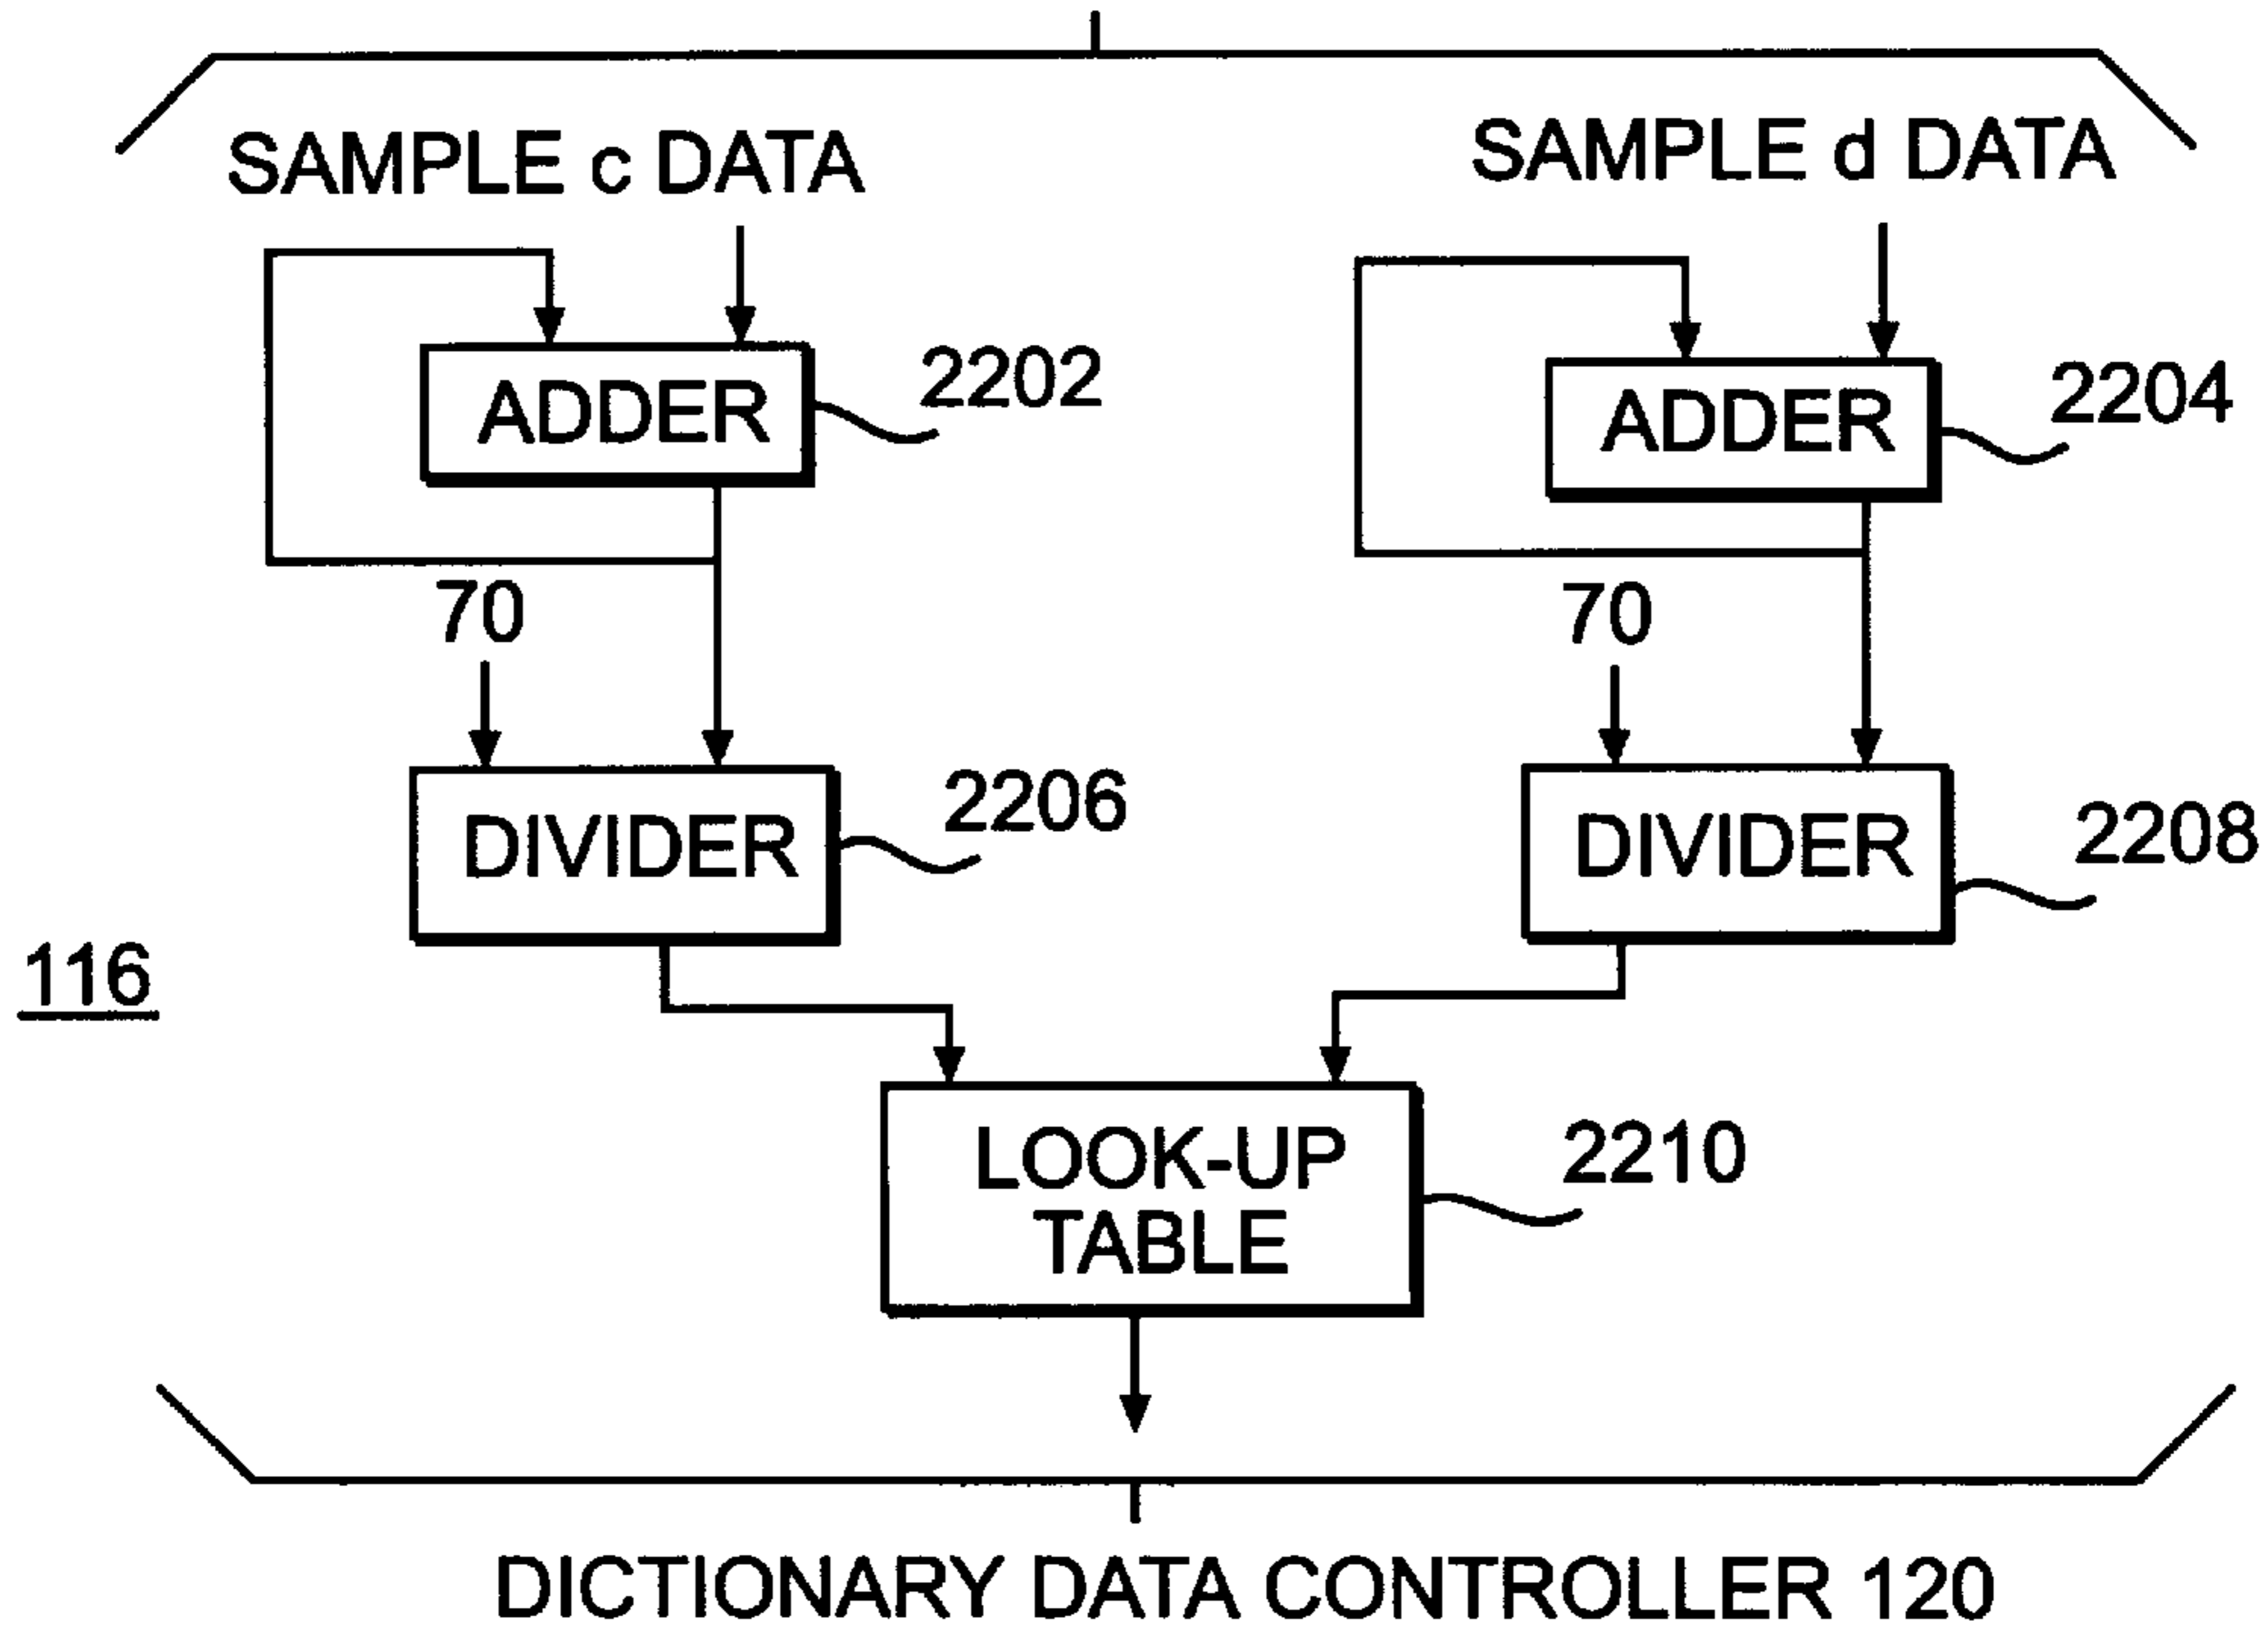 SAMPLE c DATA
SAMPLE d DATA
ADDER
2202
ADDER
2204
70
70
DIVIDER
2206
DIVIDER
2208
116
LOOK-UP
TABLE
2210
DICTIONARY DATA CONTROLLER 120